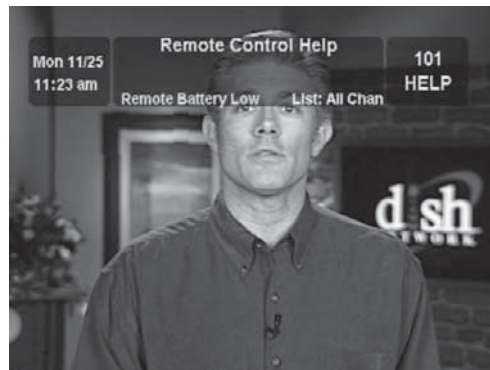 Mon 11/25
11:23 am
Remote Control Help
Remote Battery Low List: All Chan
101
HELP
dish
NETWORK